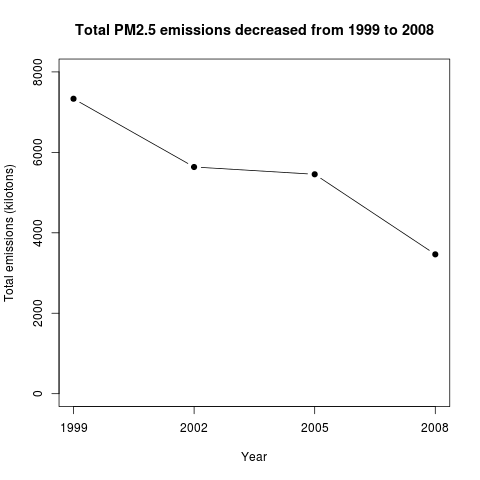 Total PM2.5 emissions decreased from 1999 to 2008
Total emissions (kilotons)
8000
6000
4000
2000
0
1999 2002 2005 2008
Year